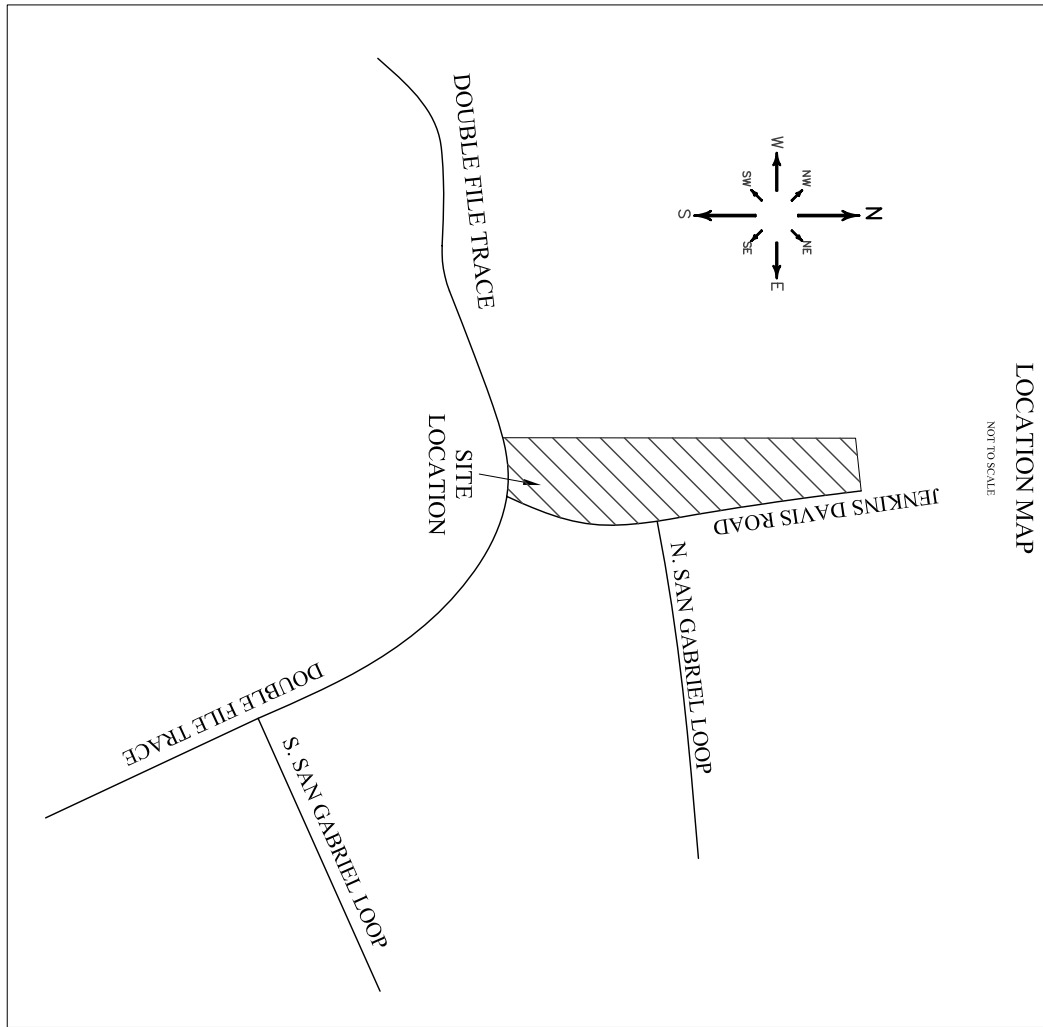 LOCATION MAP
NOT TO SCALE
N
NW
NE
W
E
SW
SE
S
JENKINS DAVIS ROAD
N. SAN GABRIEL LOOP
DOUBLE FILE TRACE
SITE
LOCATION
S. SAN GABRIEL LOOP
DOUBLE FILE TRACE